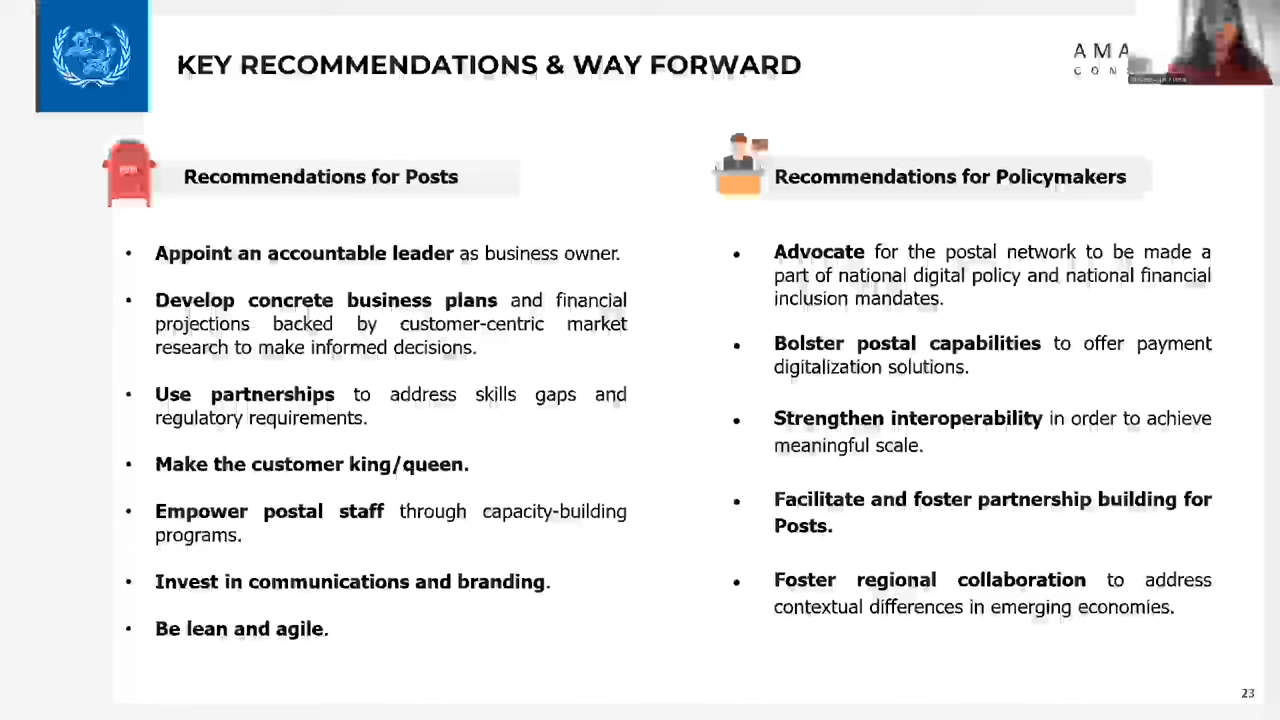 KEY RECOMMENDATIONS & WAY FORWARD
AMA
CON
Recommendations for Posts
• Appoint an accountable leader as business owner.
• Develop concrete business plans and financial
projections backed by customer-centric market
research to make informed decisions.
• Use partnerships to address skills gaps and
regulatory requirements.
• Make the customer king/queen.
• Empower postal staff through capacity-building
programs.
• Invest in communications and branding.
• Be lean and agile.
Recommendations for Policymakers
• Advocate for the postal network to be made a
part of national digital policy and national financial
inclusion mandates.
• Bolster postal capabilities to offer payment
digitalization solutions.
• Strengthen interoperability in order to achieve
meaningful scale.
• Facilitate and foster partnership building for
Posts.
• Foster regional collaboration to address
contextual differences in emerging economies.
23